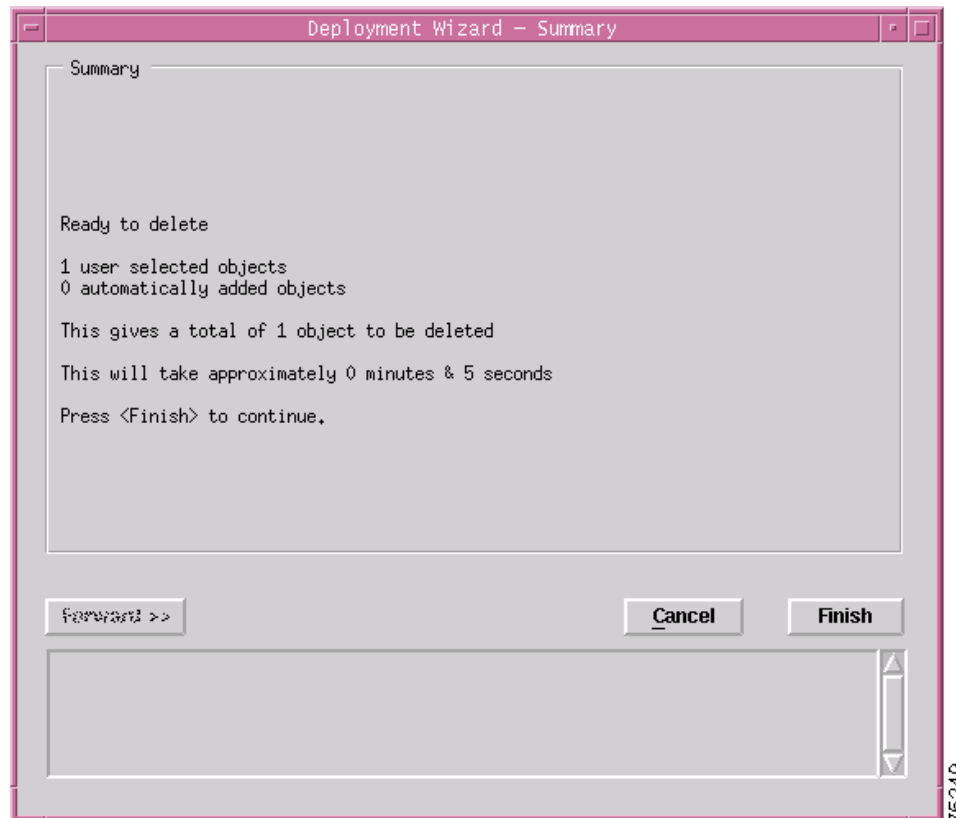 Deployment Wizard – Summary
Summary
Ready to delete
1 user selected objects
0 automatically added objects
This gives a total of 1 object to be deleted
This will take approximately 0 minutes & 5 seconds
Press <Finish> to continue.
Forward >>
Cancel
Finish
75249